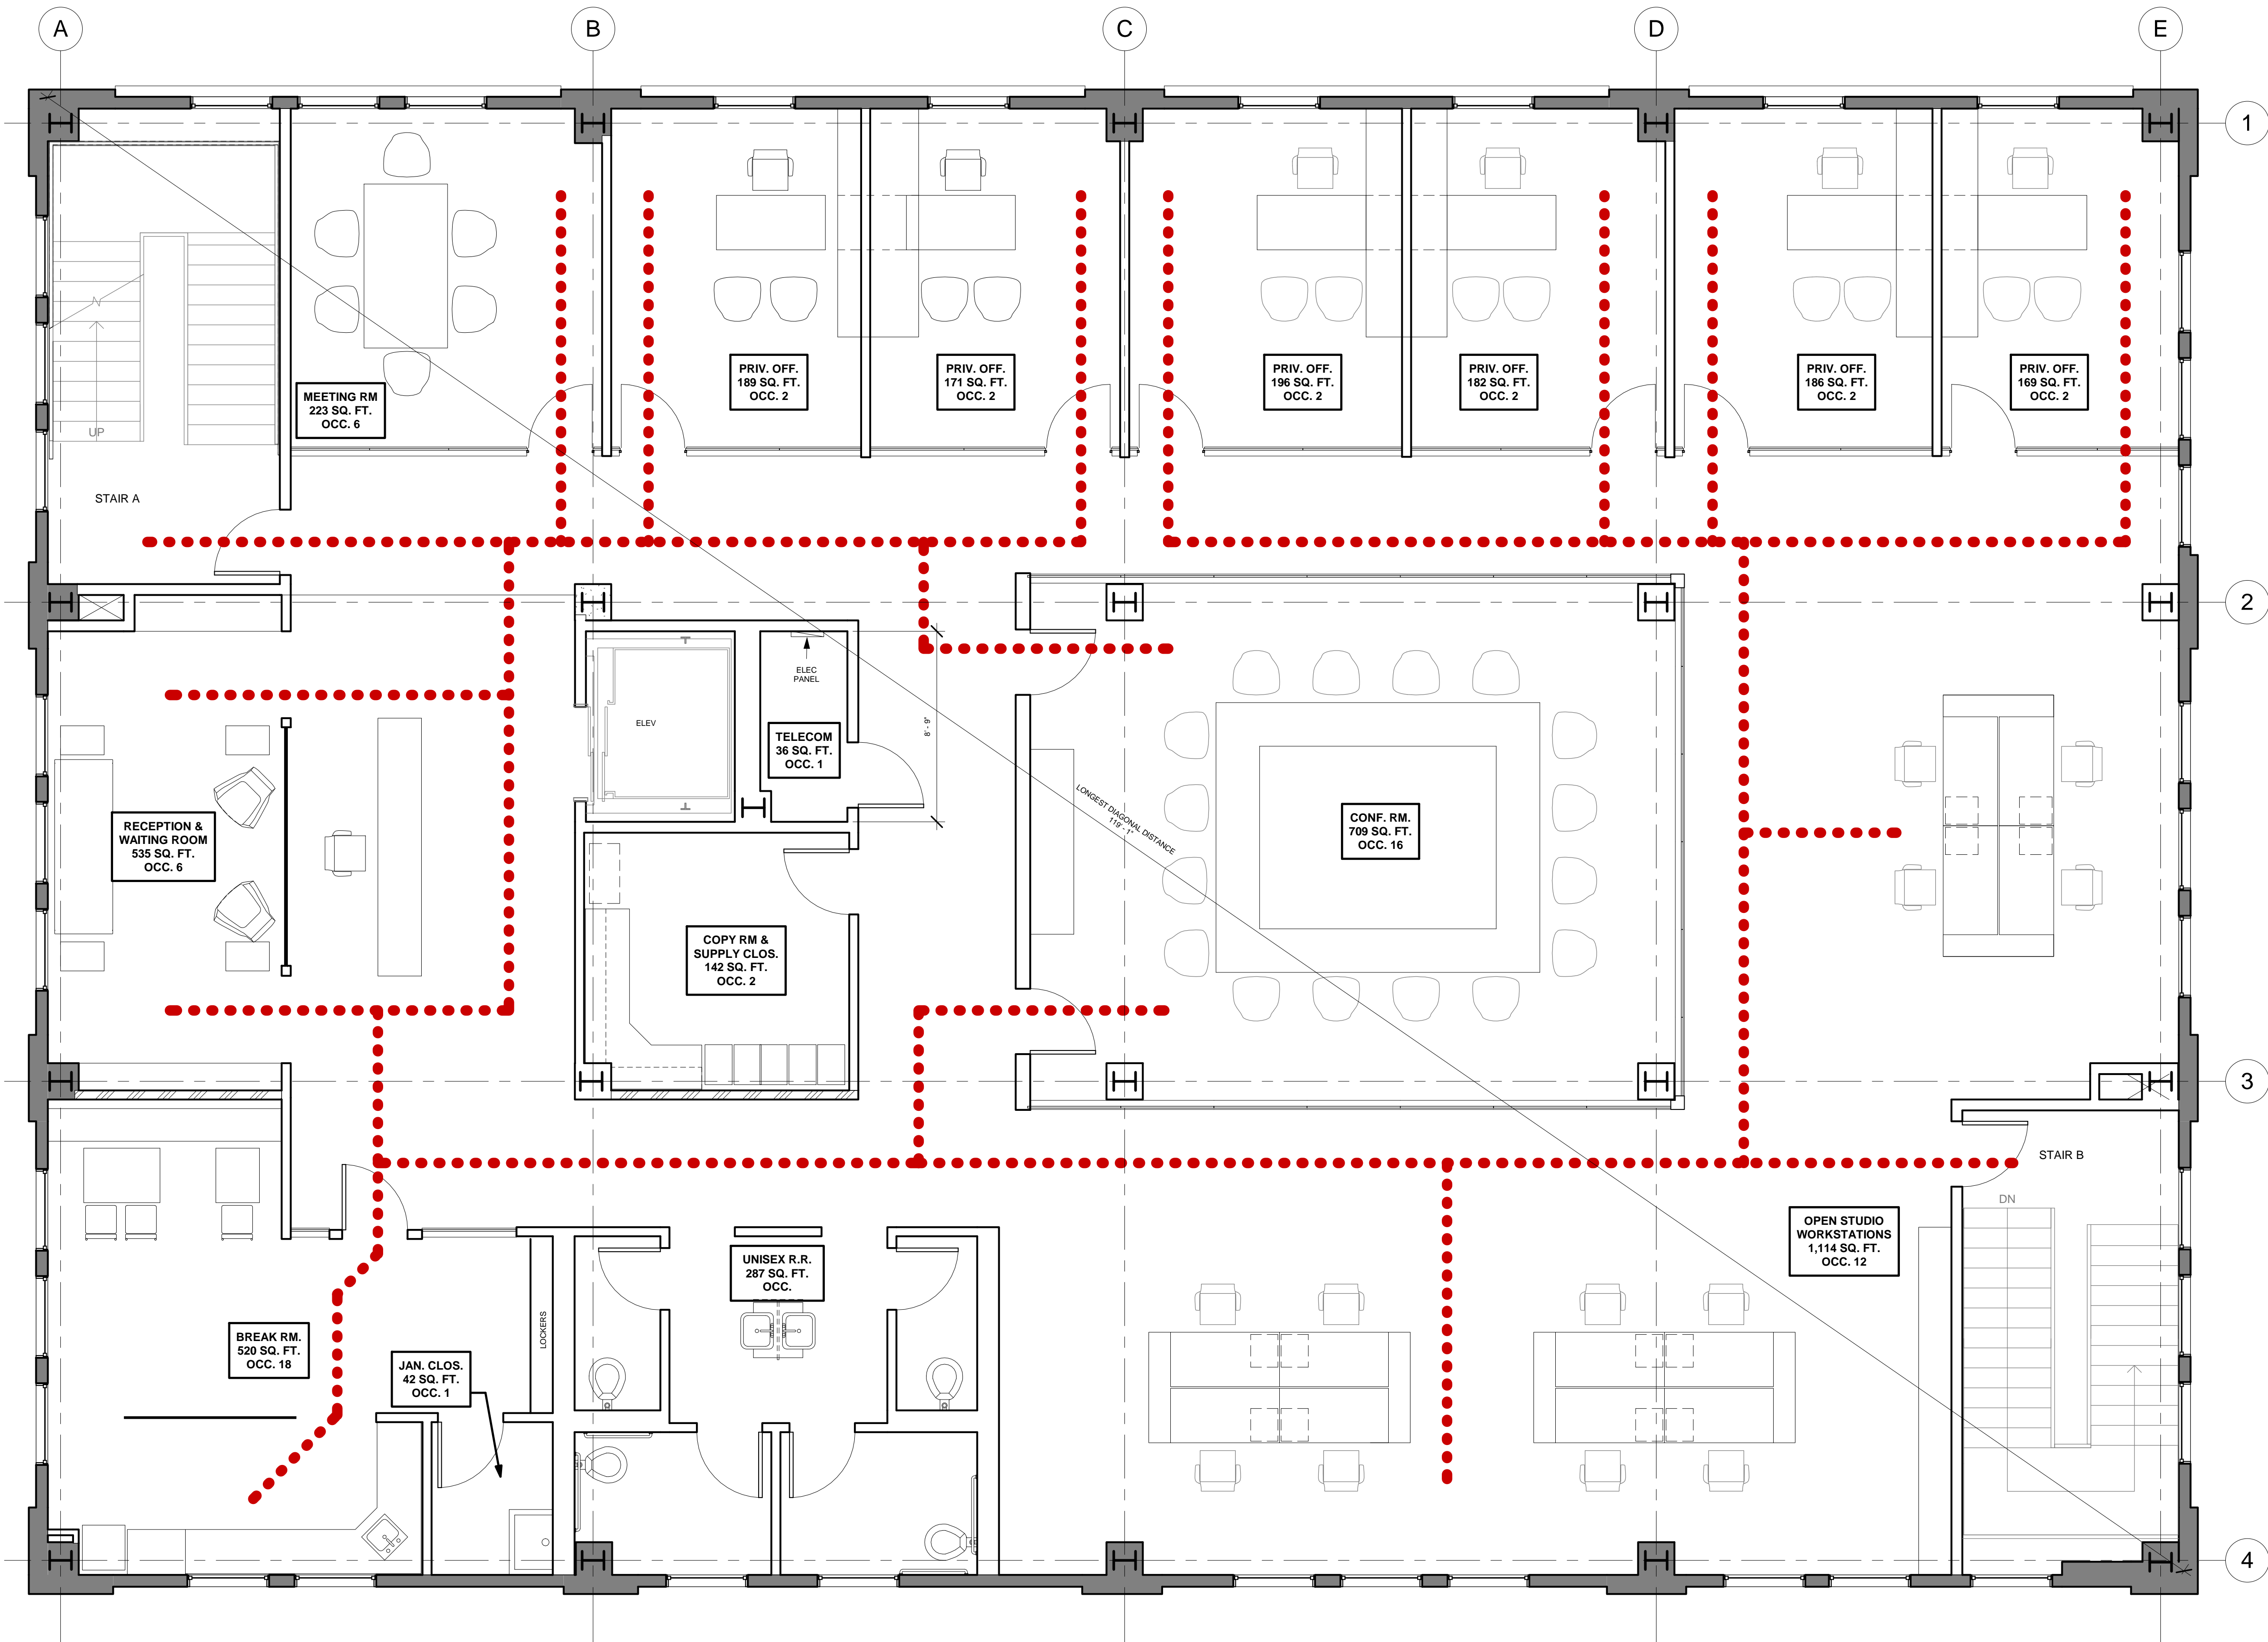 A
B
C
D
E
1
2
3
4
MEETING RM
223 SQ. FT.
OCC. 6
PRIV. OFF.
189 SQ. FT.
OCC. 2
PRIV. OFF.
171 SQ. FT.
OCC. 2
PRIV. OFF.
196 SQ. FT.
OCC. 2
PRIV. OFF.
182 SQ. FT.
OCC. 2
PRIV. OFF.
186 SQ. FT.
OCC. 2
PRIV. OFF.
169 SQ. FT.
OCC. 2
UP
STAIR A
ELEC
PANEL
ELEV
TELECOM
36 SQ. FT.
OCC. 1
8' - 9"
LONGEST DIAGONAL DISTANCE
119' - 1"
RECEPTION &
WAITING ROOM
535 SQ. FT.
OCC. 6
CONF. RM.
709 SQ. FT.
OCC. 16
COPY RM &
SUPPLY CLOS.
142 SQ. FT.
OCC. 2
STAIR B
DN
OPEN STUDIO
WORKSTATIONS
1,114 SQ. FT.
OCC. 12
UNISEX R.R.
287 SQ. FT.
OCC.
LOCKERS
BREAK RM.
520 SQ. FT.
OCC. 18
JAN. CLOS.
42 SQ. FT.
OCC. 1